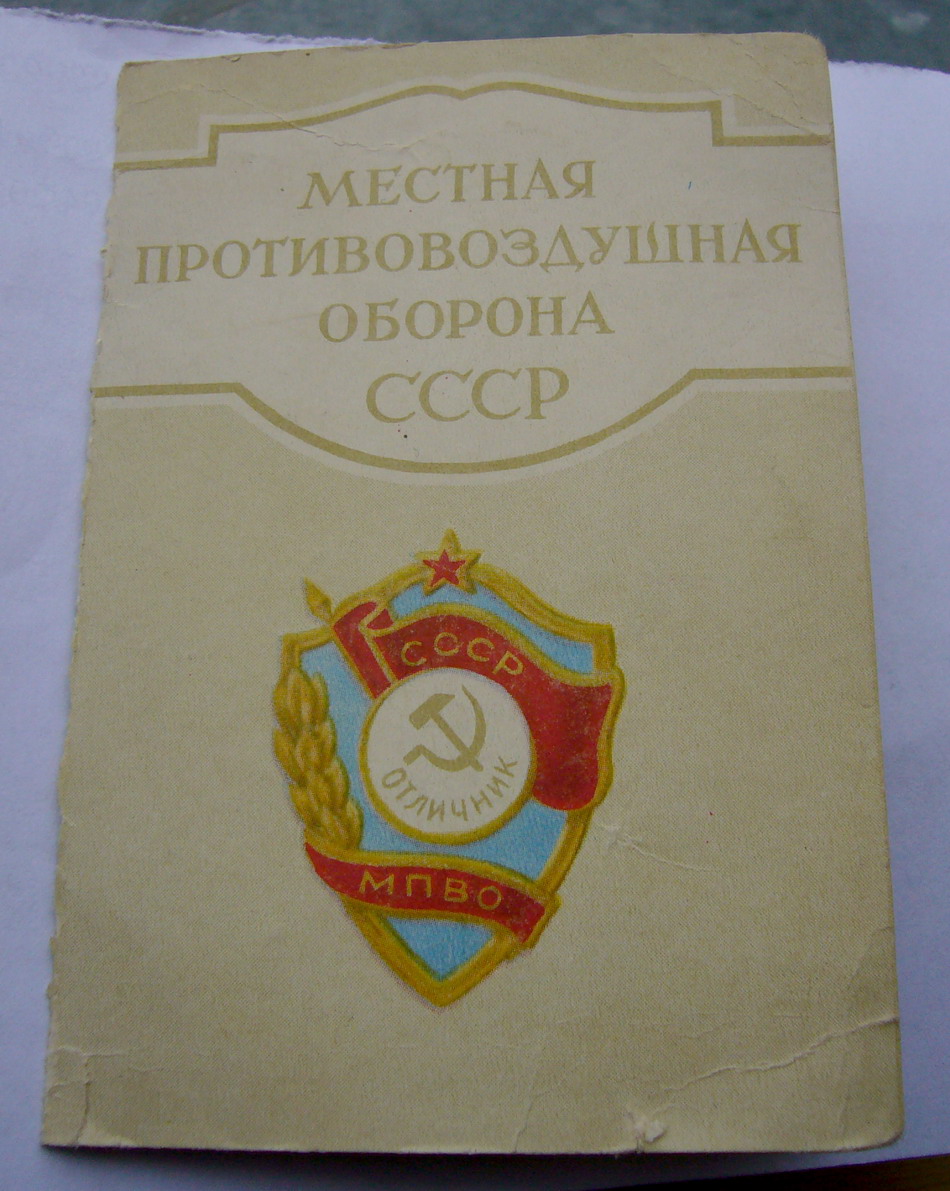 МЕСТНАЯ
ПРОТИВОВОЗДУШНАЯ
ОБОРОНА
СССР
СССР
ОТЛИЧНИК
МПВО